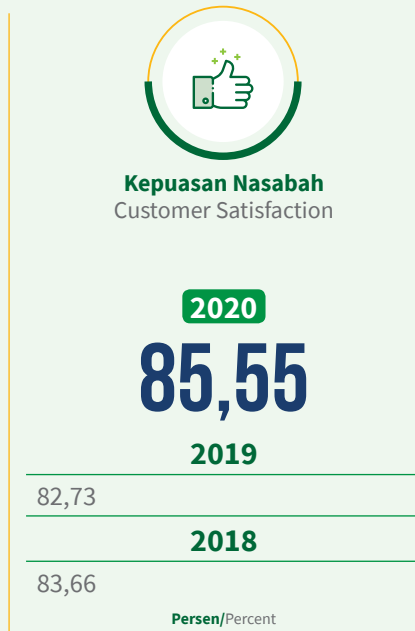 Kepuasan Nasabah
Customer Satisfaction
2020
85,55
2019
82,73
2018
83,66
Persen/Percent